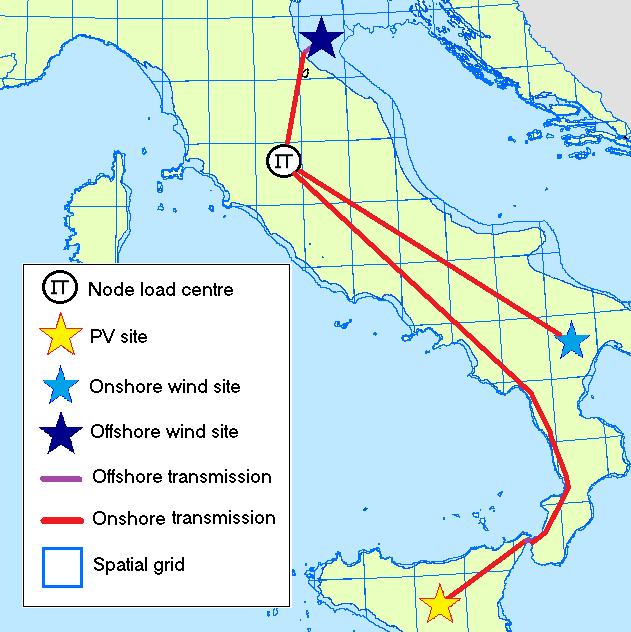 IT
IT Node load centre
PV site
Onshore wind site
Offshore wind site
Offshore transmission
Onshore transmission
Spatial grid